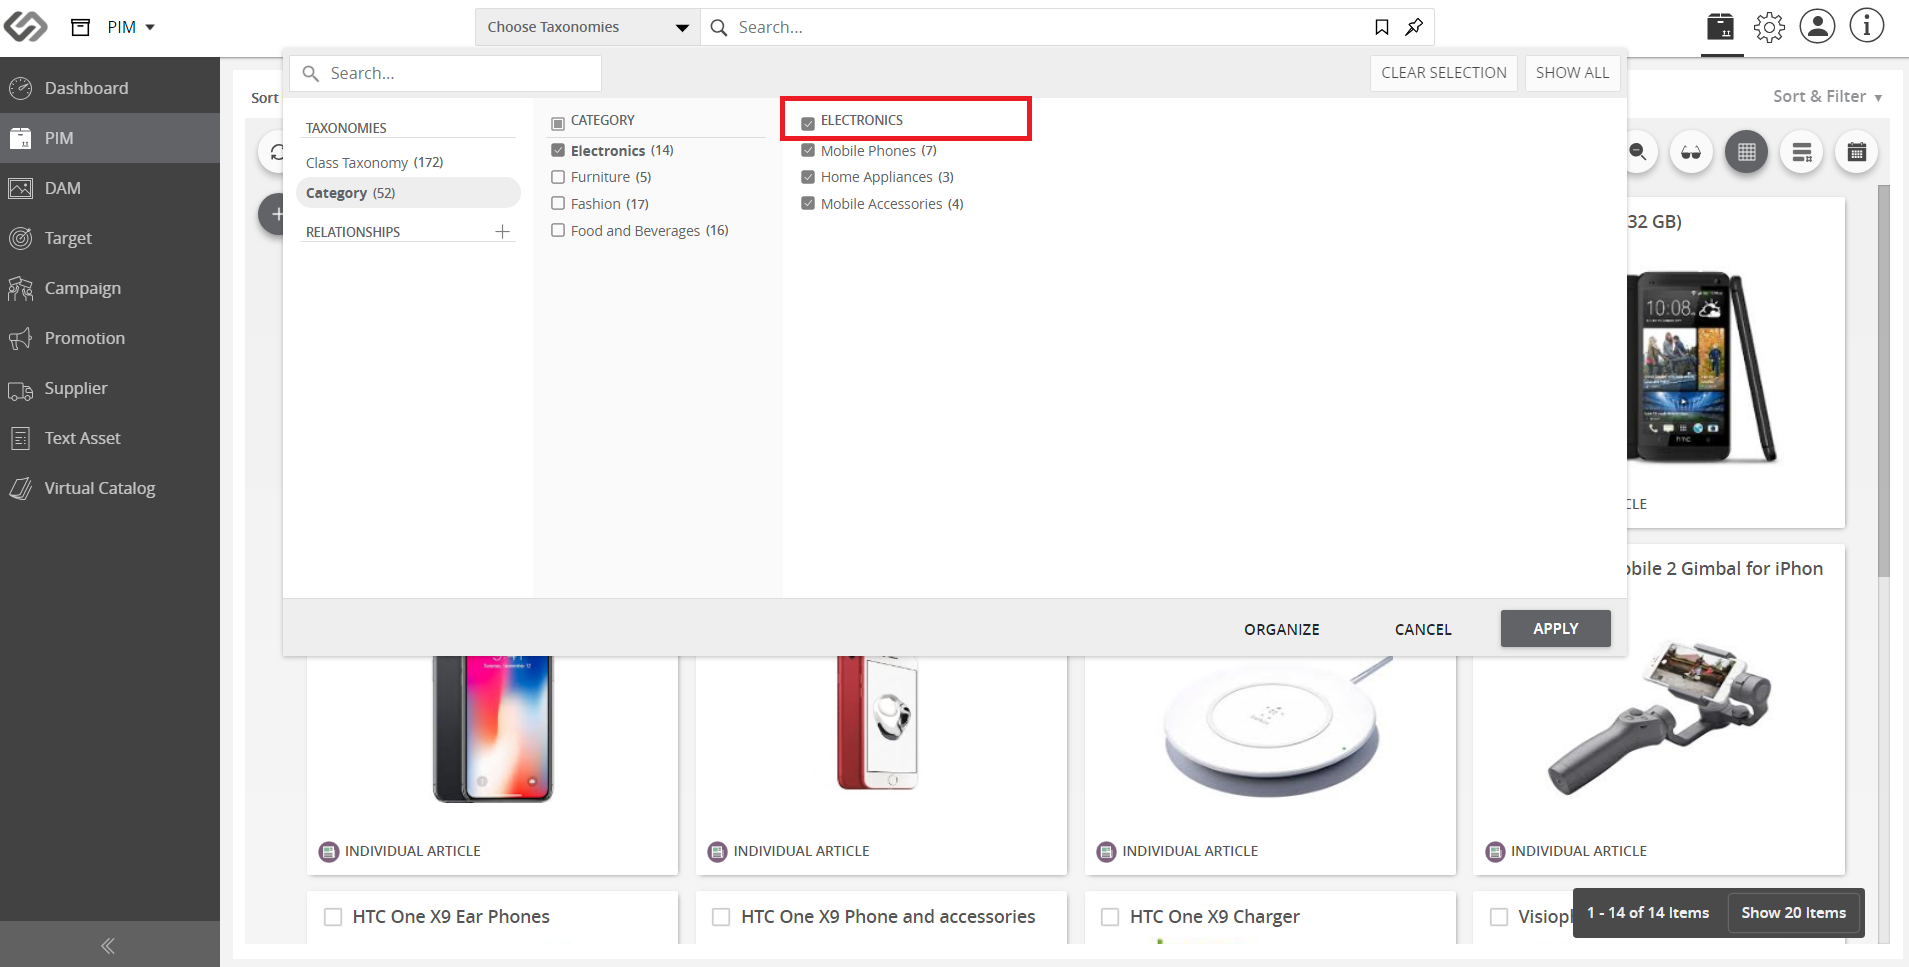 PIM
Choose Taxonomies
Search...
Dashboard
PIM
DAM
Target
Campaign
Promotion
Supplier
Text Asset
Virtual Catalog
Sort
Sort & Filter
Search...
CLEAR SELECTION
SHOW ALL
TAXONOMIES
Class Taxonomy (172)
Category (52)
RELATIONSHIPS
CATEGORY
Electronics (14)
Furniture (5)
Fashion (17)
Food and Beverages (16)
ELECTRONICS
Mobile Phones (7)
Home Appliances (3)
Mobile Accessories (4)
ORGANIZE
CANCEL
APPLY
32 GB)
10:08
hTC
CLE
bile 2 Gimbal for iPhon
INDIVIDUAL ARTICLE
INDIVIDUAL ARTICLE
INDIVIDUAL ARTICLE
INDIVIDUAL ARTICLE
HTC One X9 Ear Phones
HTC One X9 Phone and accessories
HTC One X9 Charger
Visiop
1 - 14 of 14 Items
Show 20 Items